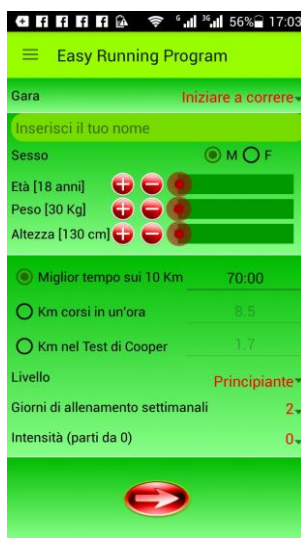 56% 17:03
Easy Running Program
Gara Iniziare a correre
Inserisci il tuo nome
Sesso M F
Età [18 anni]
Peso [30 Kg]
Altezza [130 cm]
Miglior tempo sui 10 Km 70:00
Km corsi in un'ora 8.5
Km nel Test di Cooper 1.7
Livello Principiante
Giorni di allenamento settimanali 2
Intensità (parti da 0) 0